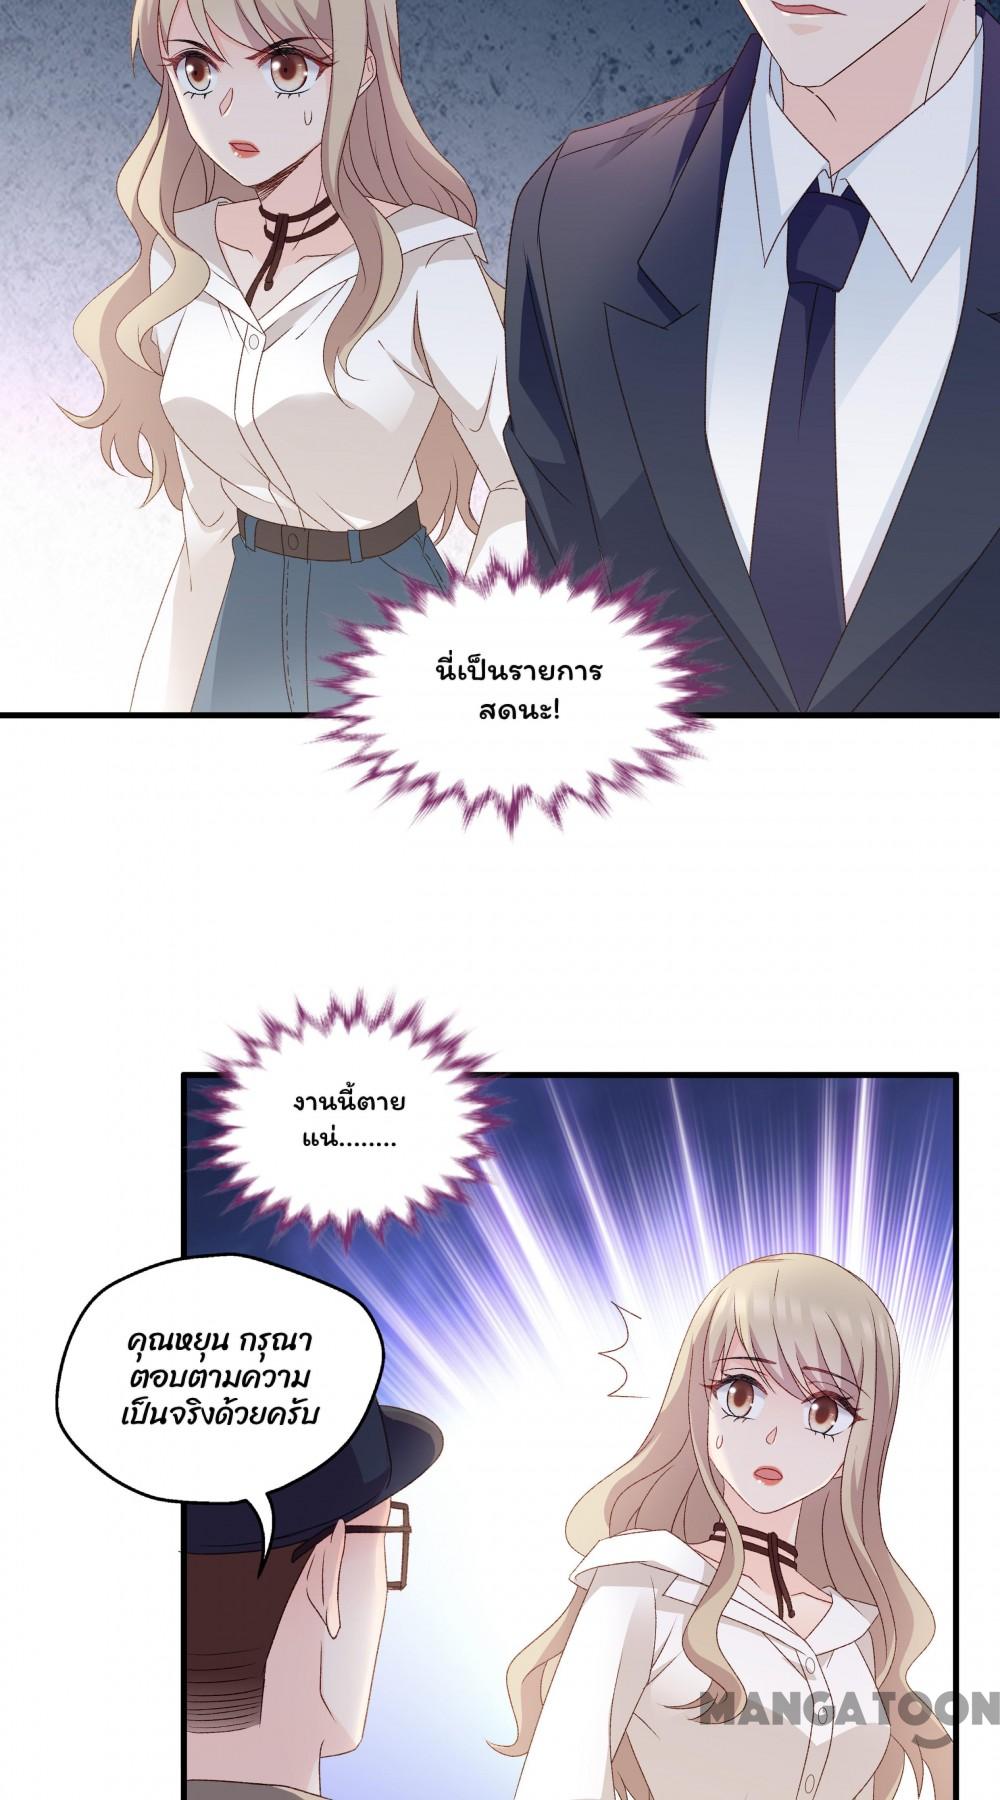 นี่เป็นรายการ
สดนะ!
งานนี้ตาย
แน่........
คุณหยุน กรุณา
ตอบตามความ
เป็นจริงด้วยครับ
MANGATOON